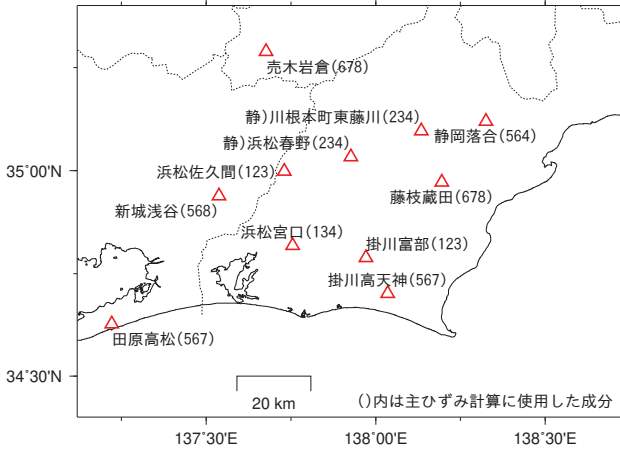 売木岩倉(678)
静)川根本町東藤川(234)
静岡落合(564)
静)浜松春野(234)
浜松佐久間(123)
35°00'N
藤枝蔵田(678)
新城浅谷(568)
浜松宮口(134)
掛川富部(123)
掛川高天神(567)
田原高松(567)
34°30'N
20 km
()内は主ひずみ計算に使用した成分
137°30'E
138°00'E
138°30'E